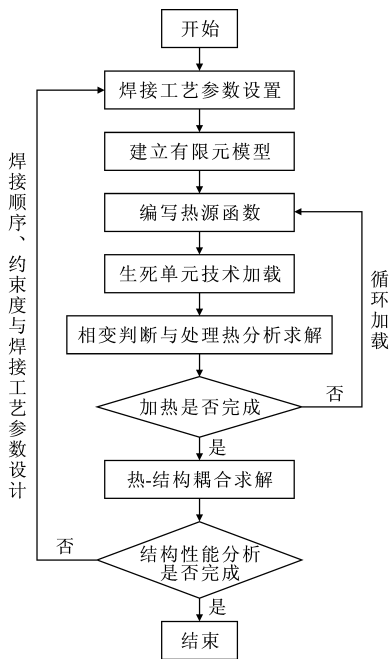 开始
焊接工艺参数设置
建立有限元模型
编写热源函数
生死单元技术加载
相变判断与处理热分析求解
加热是否完成
否
是
热-结构耦合求解
结构性能分析
是否完成
否
是
结束
焊接顺序、约束度与焊接工艺参数设计
循环加载